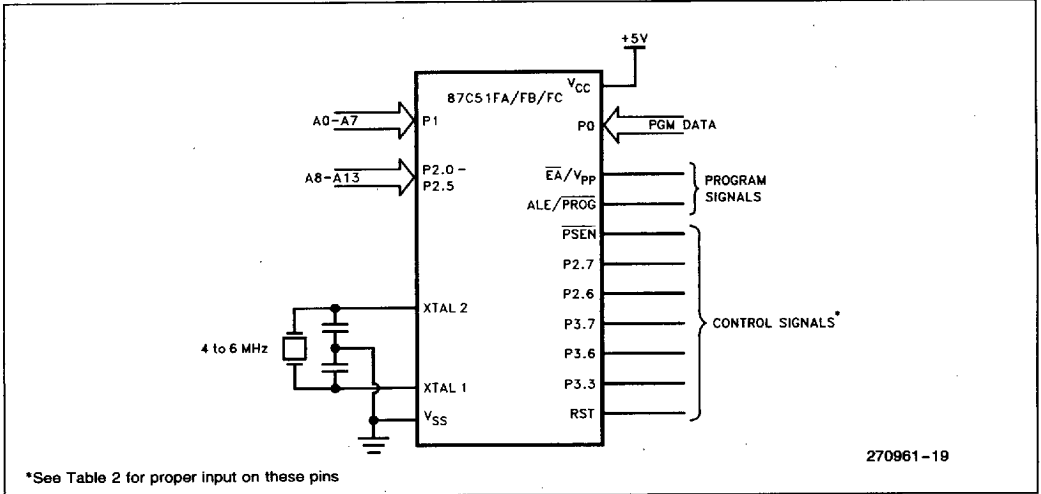 +5V
VCC
87C51FA/FB/FC
A0-A7
P1
P0
PGM DATA
A8-A13
P2.0-
P2.5
EA/VPP
ALE/PROG
PROGRAM
SIGNALS
PSEN
P2.7
P2.6
P3.7
P3.6
P3.3
RST
CONTROL SIGNALS*
XTAL 2
4 to 6 MHz
XTAL 1
VSS
270961-19
*See Table 2 for proper input on these pins